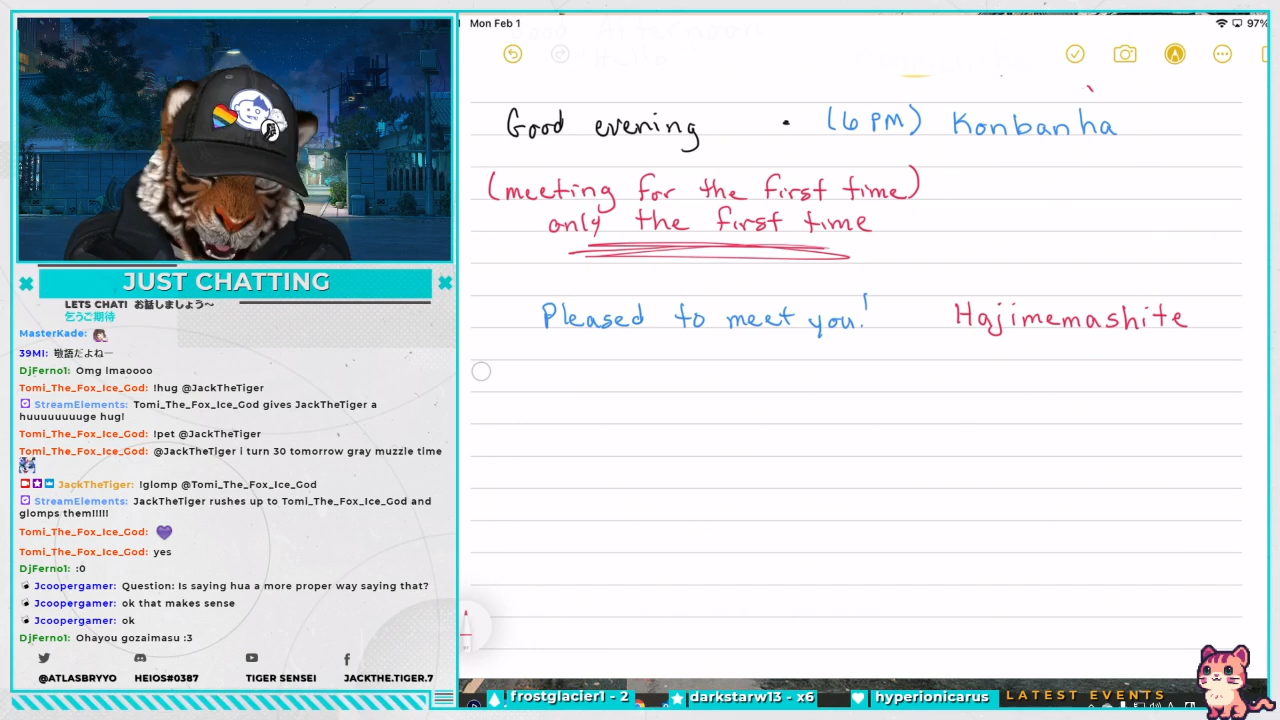 Mon Feb 1
97%
Good evening · (6 PM) Konbanha
(meeting for the first time)
only the first time
Pleased to meet you! Hajimemashite
JUST CHATTING
LETS CHAT! お話しましょう～
乞うご期待
MasterKade:
39MI: 敬語だよねー
DjFerno1: Omg lmaoooo
Tomi_The_Fox_Ice_God: !hug @JackTheTiger
StreamElements: Tomi_The_Fox_Ice_God gives JackTheTiger a
huuuuuuuuge hug!
Tomi_The_Fox_Ice_God: !pet @JackTheTiger
Tomi_The_Fox_Ice_God: @JackTheTiger i turn 30 tomorrow gray muzzle time
JackTheTiger: !glomp @Tomi_The_Fox_Ice_God
StreamElements: JackTheTiger rushes up to Tomi_The_Fox_Ice_God and
glomps them!!!!!
Tomi_The_Fox_Ice_God:
Tomi_The_Fox_Ice_God: yes
DjFerno1: :0
Jcoopergamer: Question: Is saying hua a more proper way saying that?
Jcoopergamer: ok that makes sense
Jcoopergamer: ok
DjFerno1: Ohayou gozaimasu :3
@ATLASBRYYO HEIOS#0387 TIGER SENSEI JACKTHE.TIGER.7
frostglacier1 - 2 darkstarw13 - x6 hyperionicarus LATEST EVENT